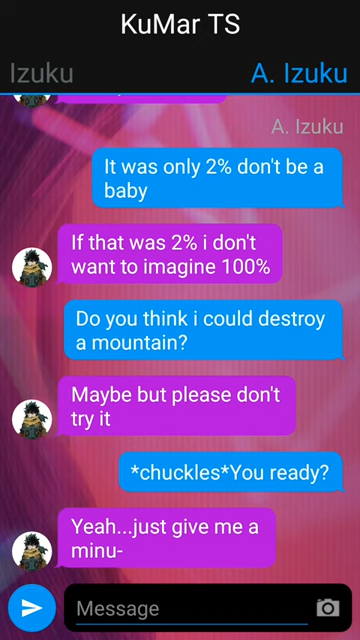 KuMar TS
Izuku
A. Izuku
A. Izuku
It was only 2% don't be a
baby
If that was 2% i don't
want to imagine 100%
Do you think i could destroy
a mountain?
Maybe but please don't
try it
*chuckles*You ready?
Yeah...just give me a
minu-
Message